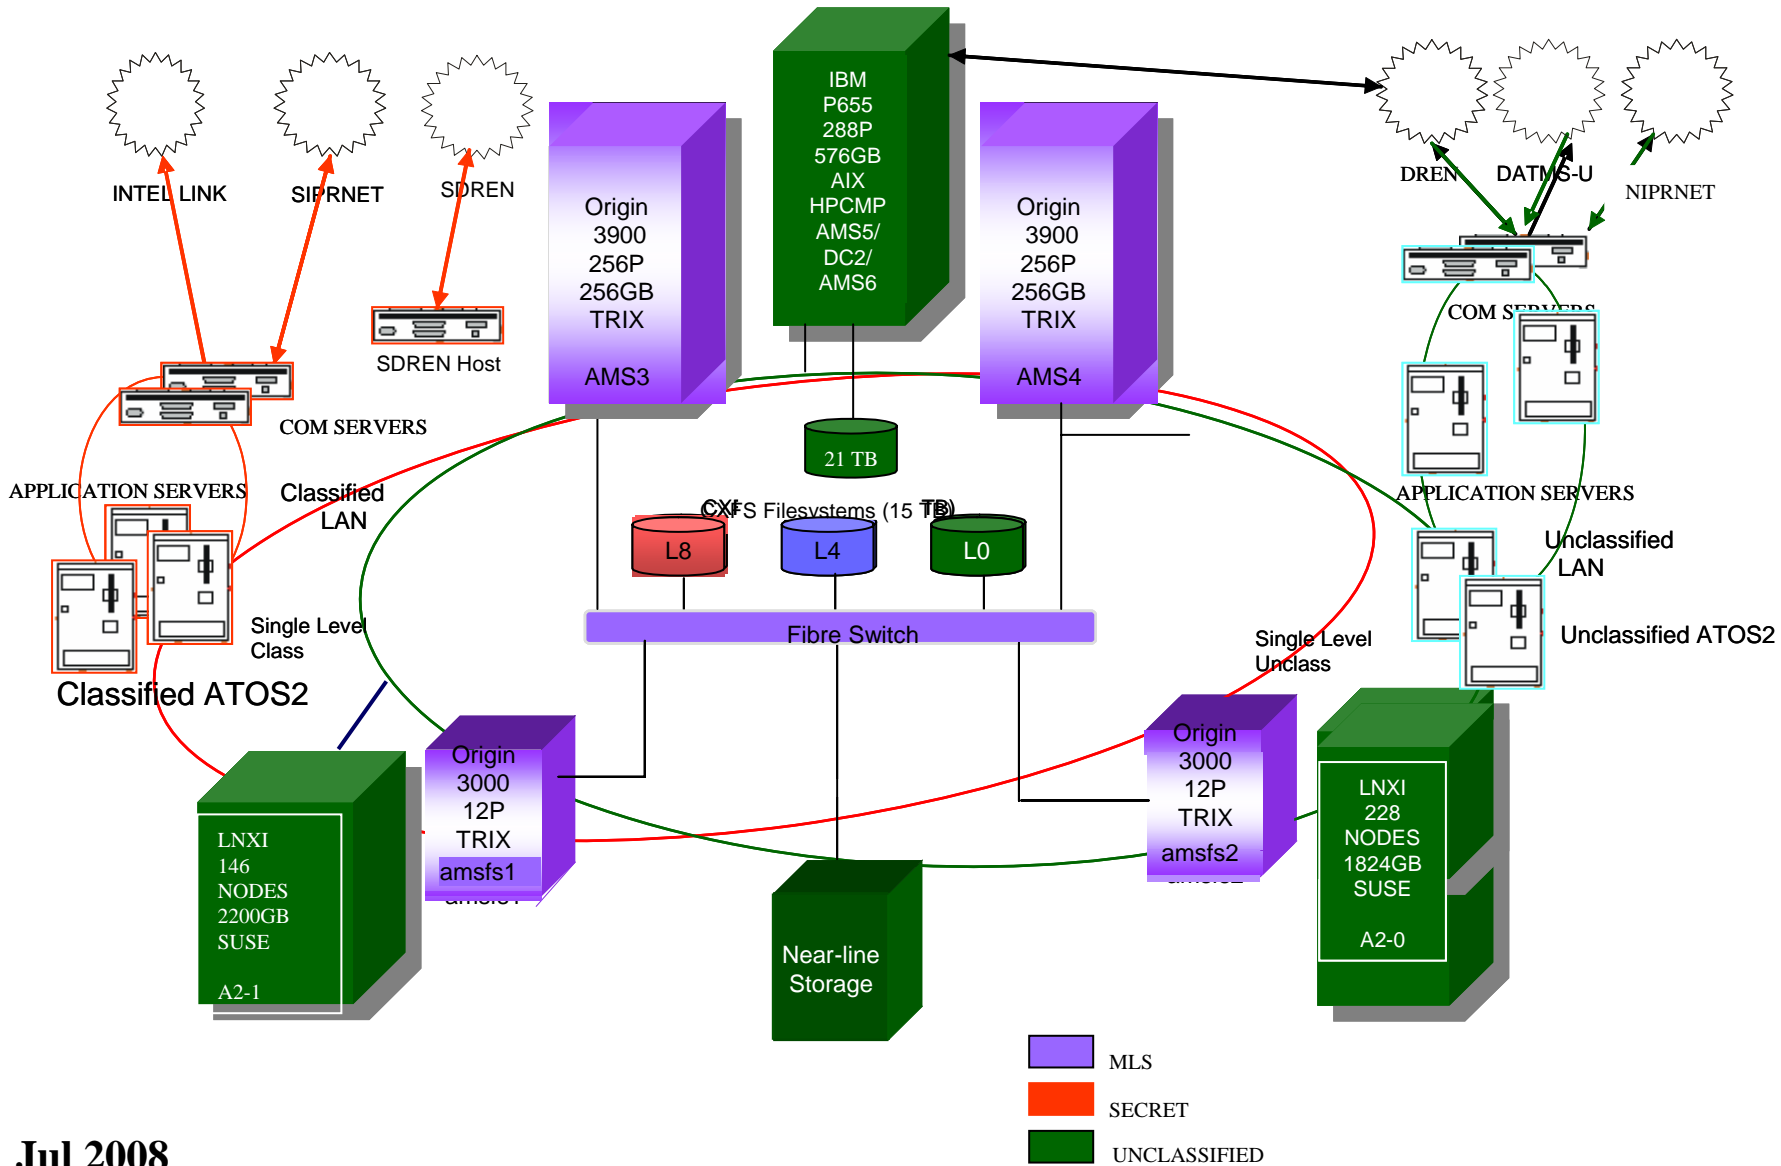 INTEL LINK
SIPRNET
SDREN
SDREN Host
COM SERVERS
APPLICATION SERVERS
Classified
LAN
Single Level
Class
Classified ATOS2
Origin
3900
256P
256GB
TRIX
AMS3
IBM
P655
288P
576GB
AIX
HPCMP
AMS5/
DC2/
AMS6
Origin
3900
256P
256GB
TRIX
AMS4
21 TB
CXFS Filesystems (15 TB)
L8
L4
L0
Fibre Switch
DREN
DATMS-U
NIPRNET
COM SERVERS
APPLICATION SERVERS
Unclassified
LAN
Unclassified ATOS2
Single Level
Unclass
LNXI
146
NODES
2200GB
SUSE
A2-1
Origin
3000
12P
TRIX
amsfs1
Near-line
Storage
Origin
3000
12P
TRIX
amsfs2
LNXI
228
NODES
1824GB
SUSE
A2-0
MLS
SECRET
UNCLASSIFIED
Jul 2008